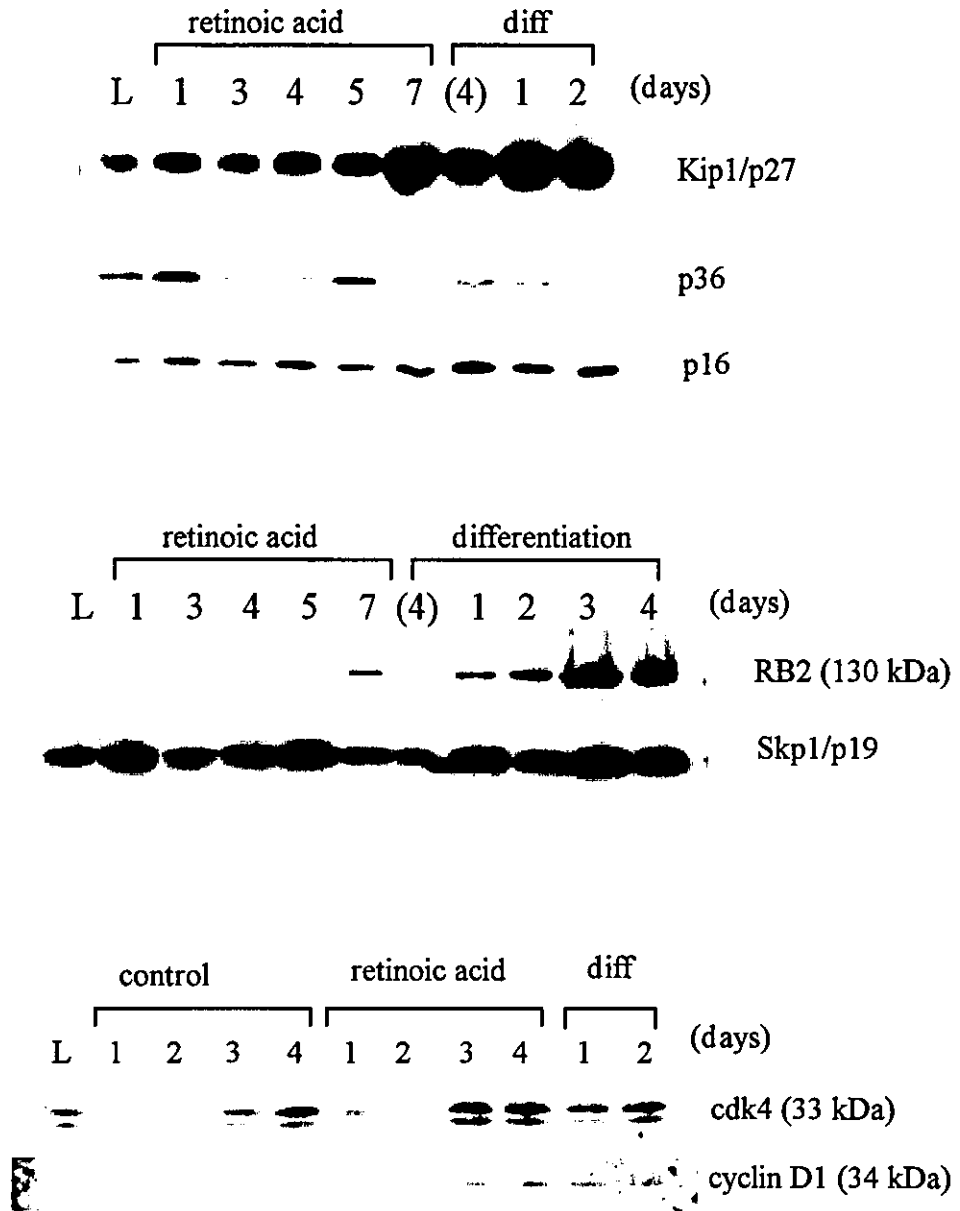 retinoic acid diff
L 1 3 4 5 7 (4) 1 2 (days)
Kip1/p27
p36
p16
retinoic acid differentiation
L 1 3 4 5 7 (4) 1 2 3 4 (days)
RB2 (130 kDa)
Skp1/p19
control retinoic acid diff
L 1 2 3 4 1 2 3 4 1 2 (days)
cdk4 (33 kDa)
cyclin D1 (34 kDa)